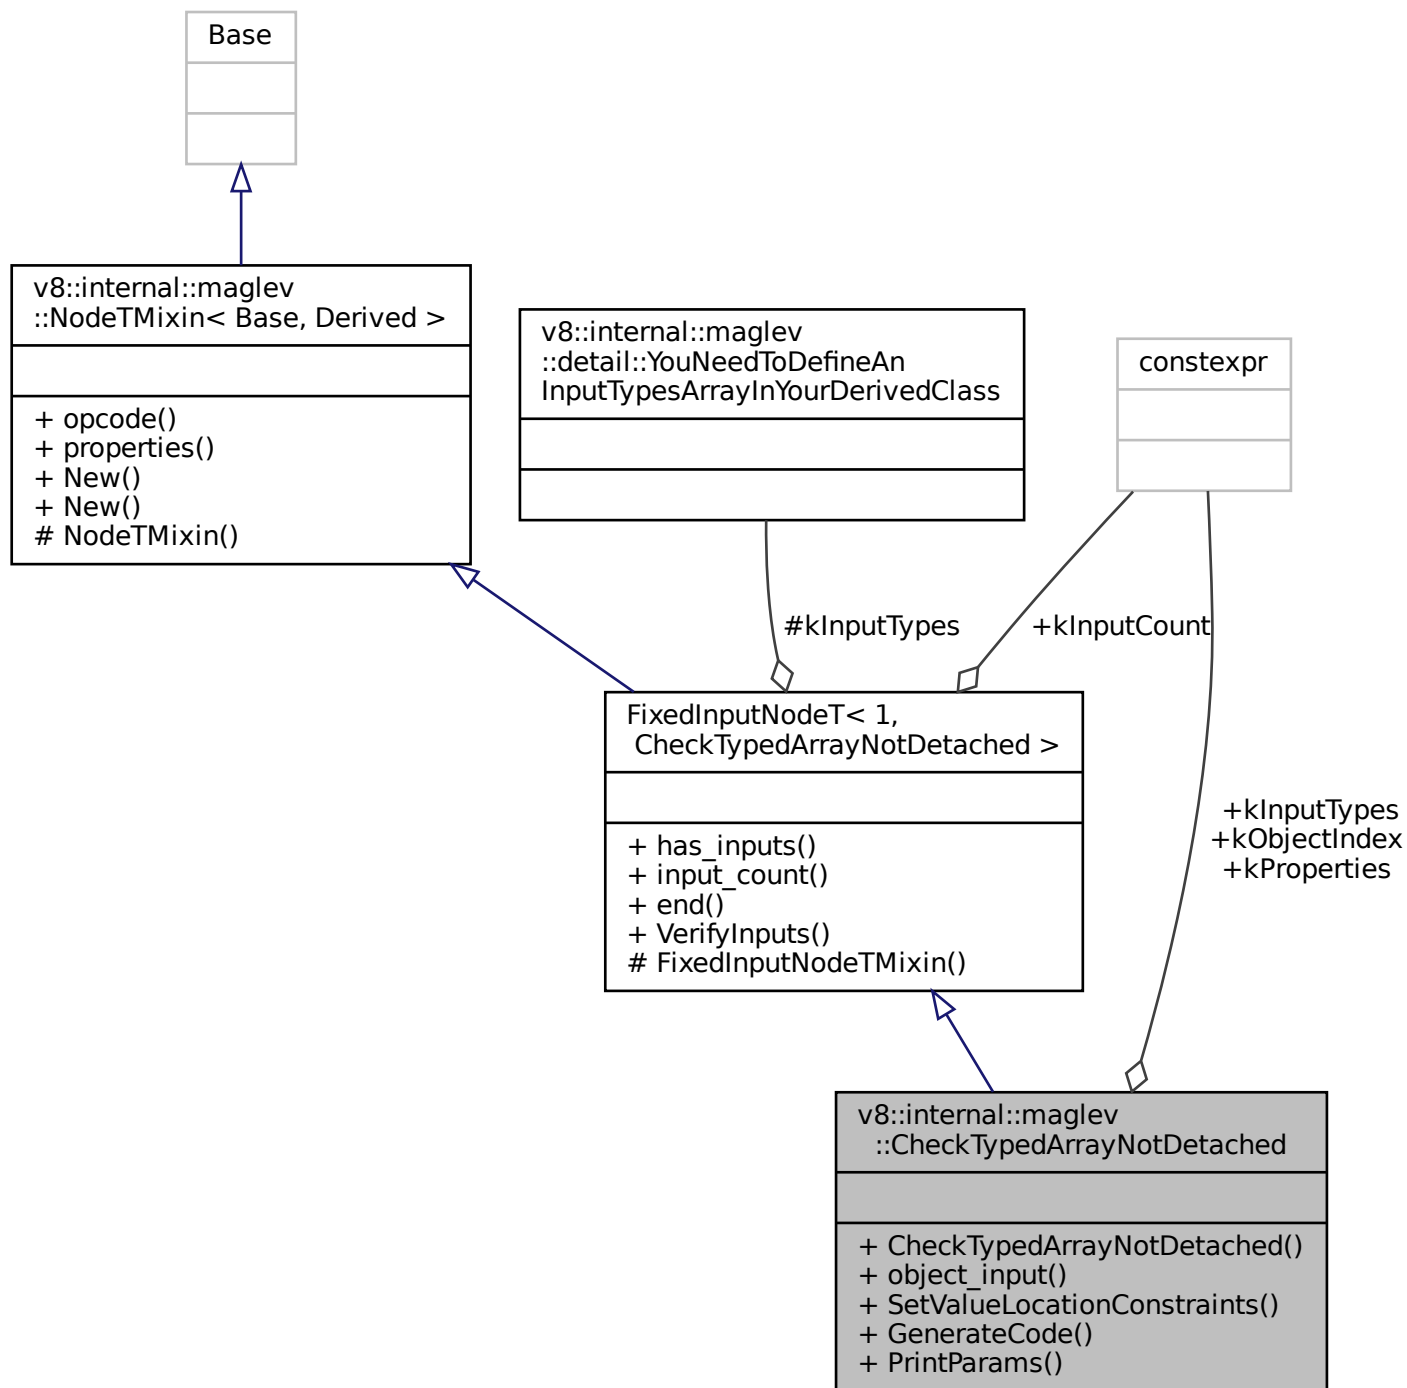 Base
v8::internal::maglev
::NodeTMixin< Base, Derived >
+ opcode()
+ properties()
+ New()
+ New()
# NodeTMixin()
v8::internal::maglev
::detail::YouNeedToDefineAn
InputTypesArrayInYourDerivedClass
constexpr
#kInputTypes
+kInputCount
FixedInputNodeT< 1,
CheckTypedArrayNotDetached >
+ has_inputs()
+ input_count()
+ end()
+ VerifyInputs()
# FixedInputNodeTMixin()
+kInputTypes
+kObjectIndex
+kProperties
v8::internal::maglev
::CheckTypedArrayNotDetached
+ CheckTypedArrayNotDetached()
+ object_input()
+ SetValueLocationConstraints()
+ GenerateCode()
+ PrintParams()